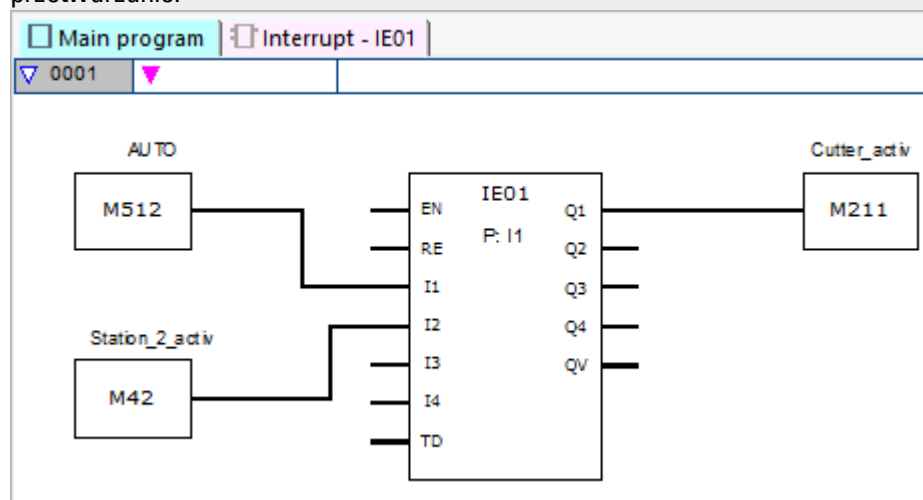 przetwarzanie.
Main program Interrupt - IE01
0001
AUTO
Cutter_activ
M512
IE01
M211
EN
Q1
P: I1
RE
Q2
I1
Q3
I2
Q4
Station_2_activ
I3
QV
M42
I4
TD